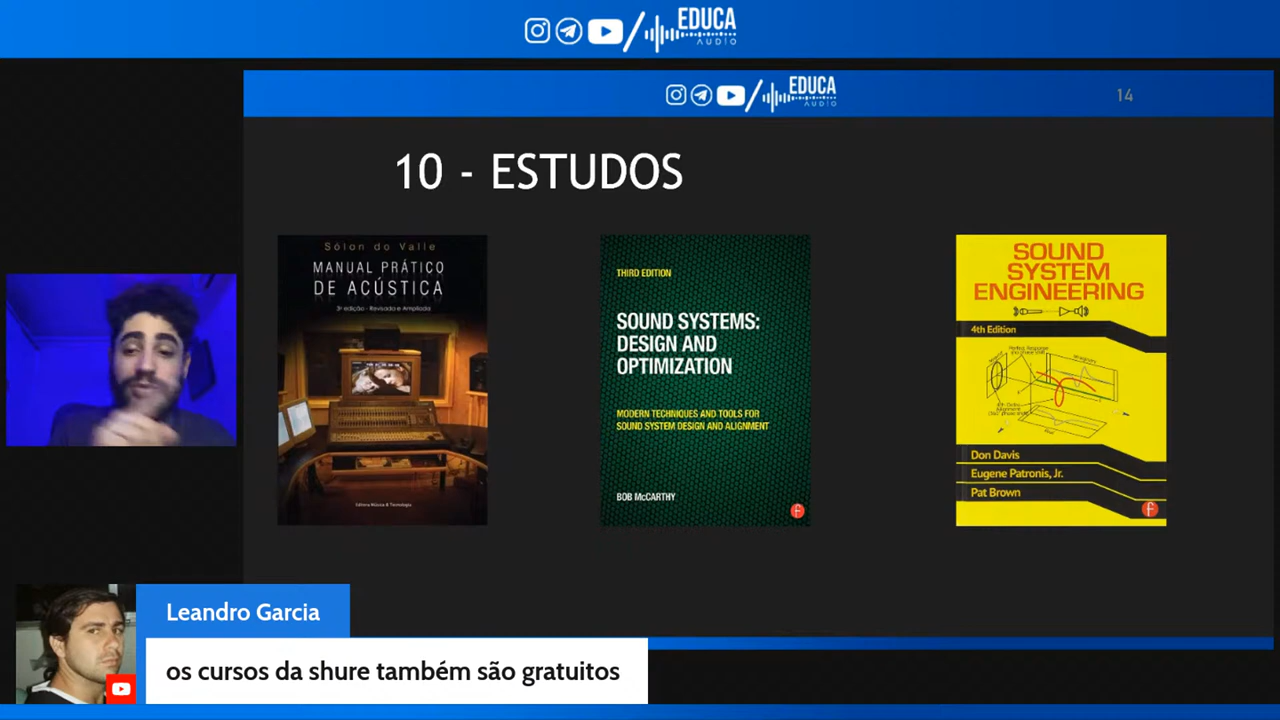 EDUCA
AUDIO
EDUCA
AUDIO
14
10 - ESTUDOS
Sólon do Valle
MANUAL PRÁTICO
DE ACÚSTICA
3ª edição - Revisada e Ampliada
Editora Música & Tecnologia
THIRD EDITION
SOUND SYSTEMS:
DESIGN AND
OPTIMIZATION
MODERN TECHNIQUES AND TOOLS FOR
SOUND SYSTEM DESIGN AND ALIGNMENT
BOB McCARTHY
f
SOUND
SYSTEM
ENGINEERING
4th Edition
Don Davis
Eugene Patronis, Jr.
Pat Brown
f
Leandro Garcia
os cursos da shure também são gratuitos